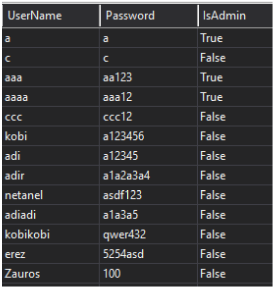 UserName Password IsAdmin
a a True
c c False
aaa aa123 True
aaaa aaa12 True
ccc ccc12 False
kobi a123456 False
adi a12345 False
adir a1a2a3a4 False
netanel asdf123 False
adiadi a1a3a5 False
kobikobi qwer432 False
erez 5254asd False
Zauros 100 False